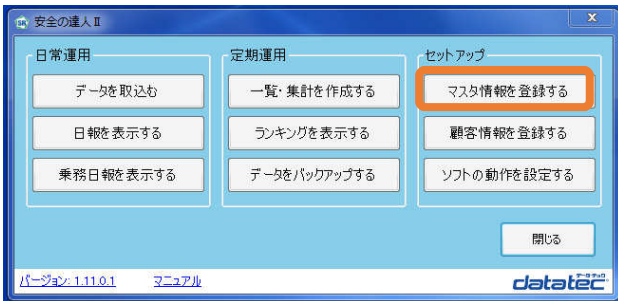 安全の達人Ⅱ
日常運用
データを取込む
日報を表示する
乗務日報を表示する
定期運用
一覧・集計を作成する
ランキングを表示する
データをバックアップする
セットアップ
マスタ情報を登録する
顧客情報を登録する
ソフトの動作を設定する
閉じる
バージョン: 1.11.0.1 マニュアル
データテック
datatec